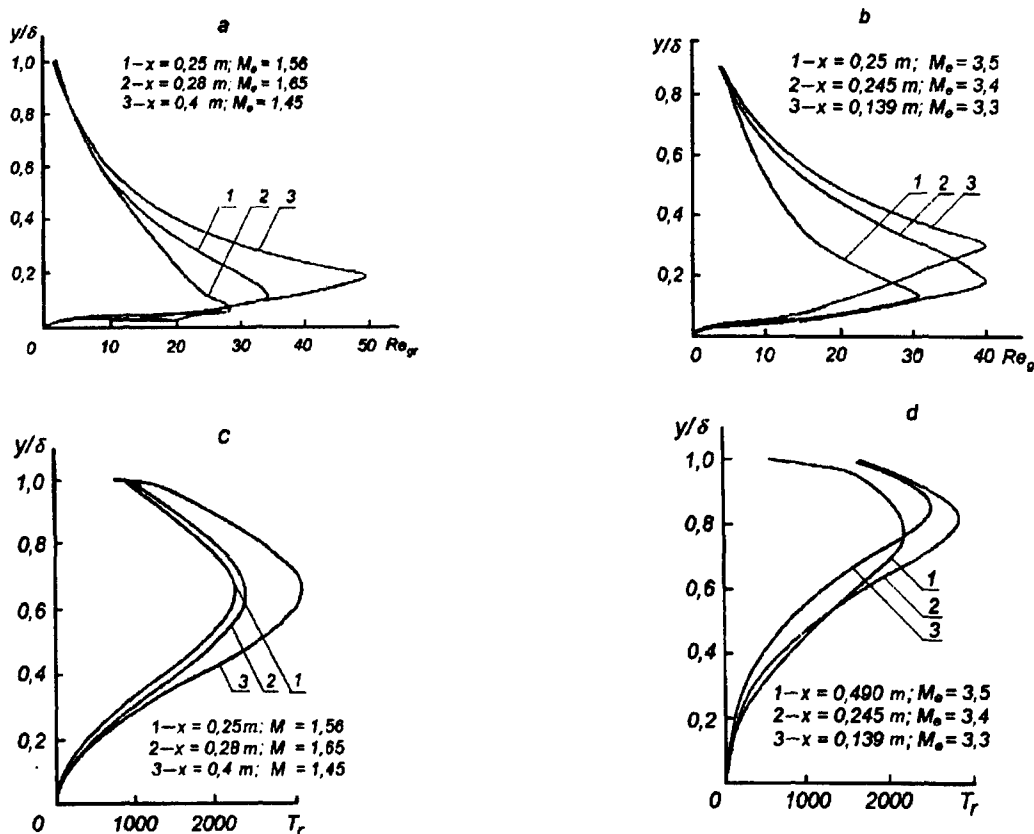 a
y/δ
1,0
0,8
0,6
0,4
0,2
1–x = 0,25 m; Me = 1,56
2–x = 0,28 m; Me = 1,65
3–x = 0,4 m; Me = 1,45
1 2 3
0 10 20 30 40 50 Regr
b
y/δ
0,8
0,6
0,4
0,2
1–x = 0,25 m; Me = 3,5
2–x = 0,245 m; Me = 3,4
3–x = 0,139 m; Me = 3,3
1 2 3
0 10 20 30 40 Reg
c
y/δ
1,0
0,8
0,6
0,4
0,2
3 2 1
1–x = 0,25m; M = 1,56
2–x = 0,28 m; M = 1,65
3–x = 0,4 m; M = 1,45
0 1000 2000 Tr
d
y/δ
1,0
0,8
0,6
0,4
0,2
1
2
3
1–x = 0,490 m; Me = 3,5
2–x = 0,245 m; Me = 3,4
3–x = 0,139 m; Me = 3,3
0 1000 2000 Tr